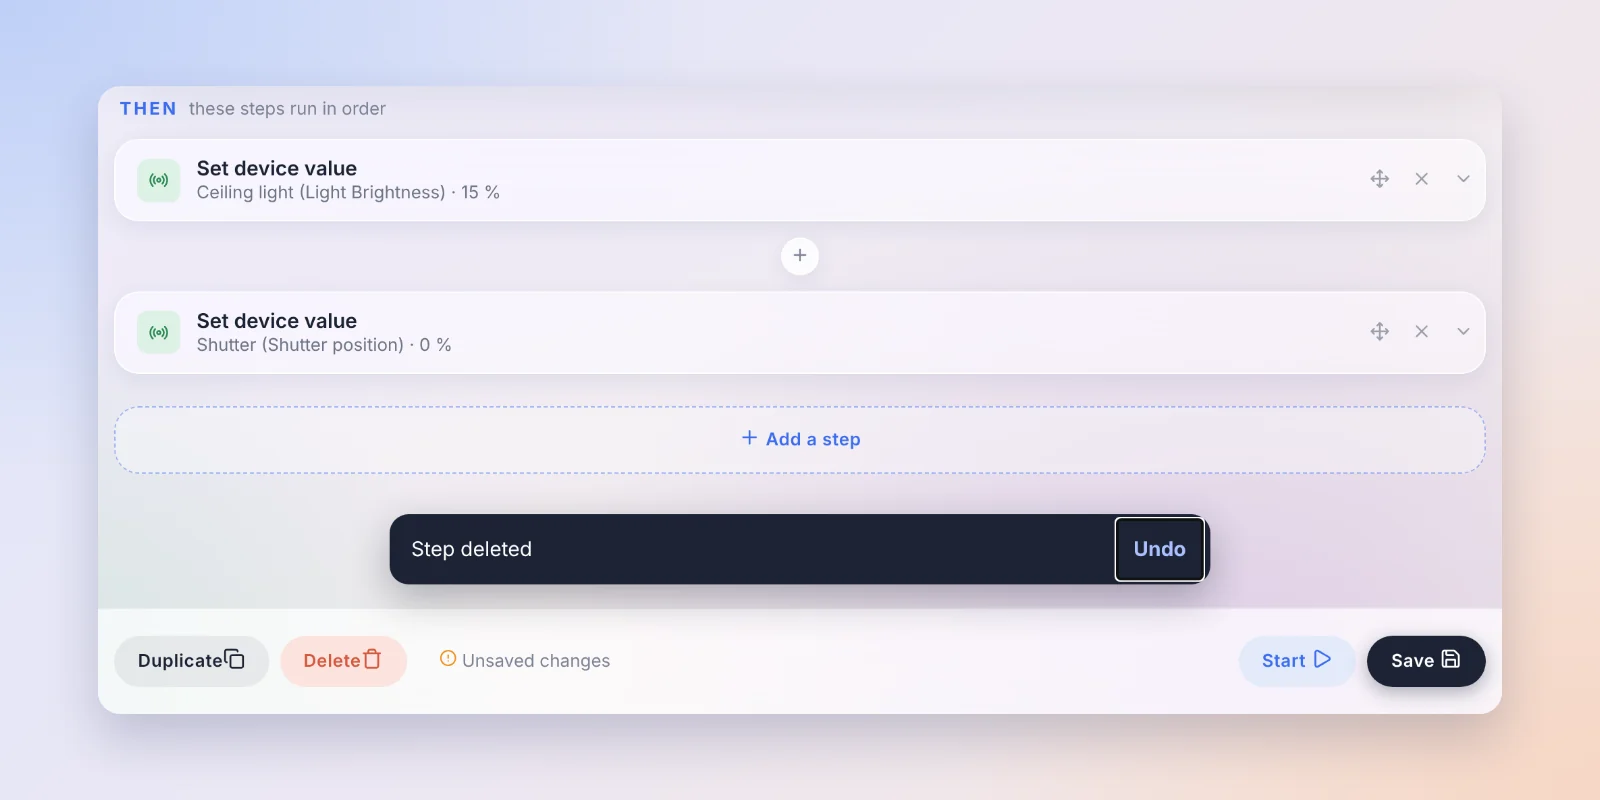 THEN these steps run in order
Set device value
Ceiling light (Light Brightness) · 15 %
Set device value
Shutter (Shutter position) · 0 %
Add a step
Step deleted Undo
Duplicate Delete Unsaved changes Start Save